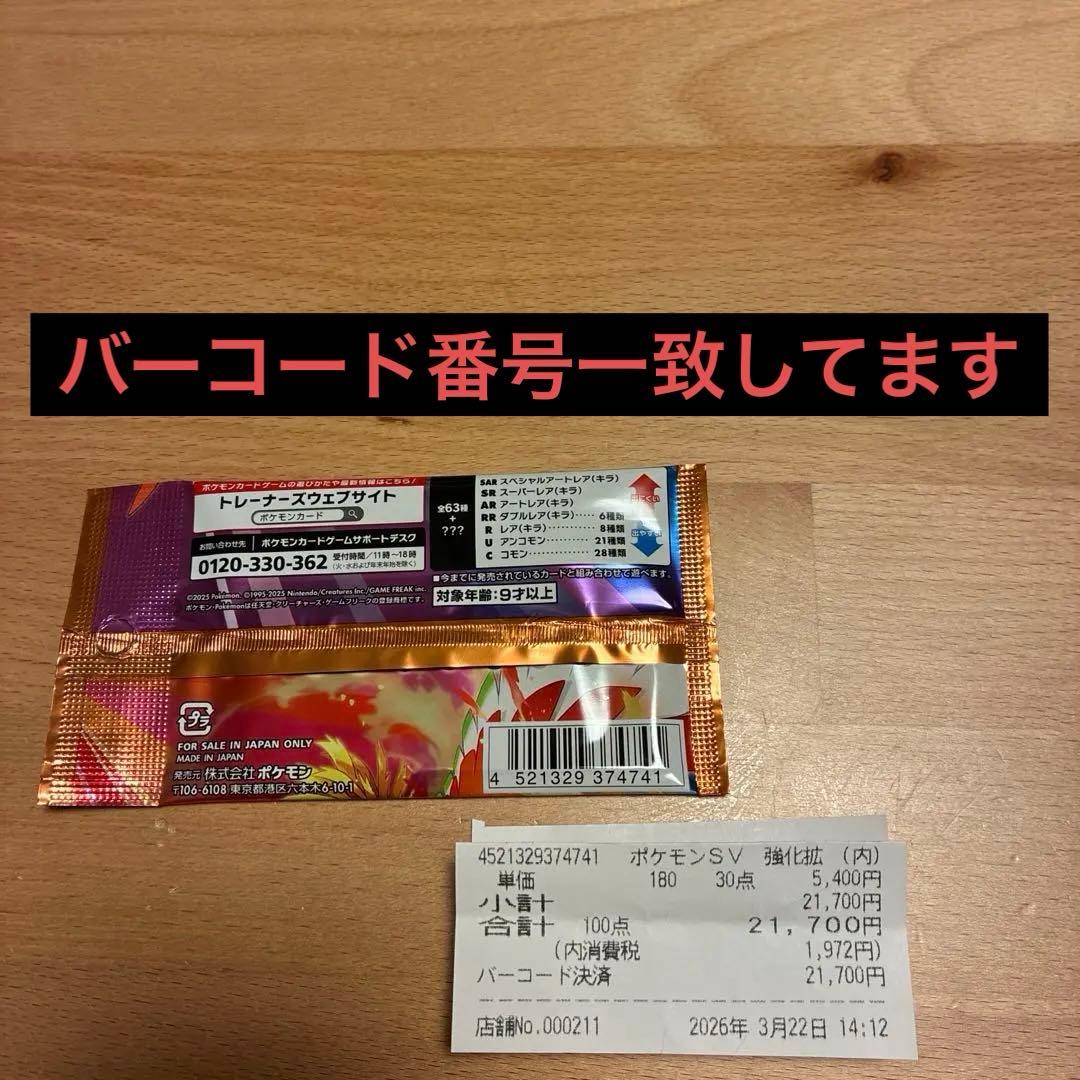 バーコード番号一致してます
ポケモンカードゲームの遊びかたや最新情報はこちら!
トレーナーズウェブサイト
ポケモンカード
お問い合わせ先 ポケモンカードゲームサポートデスク
0120-330-362 受付時間/11時〜18時
(火・水および年末年始を除く)
©2025 Pokémon. ©1995-2025 Nintendo/Creatures Inc./GAME FREAK inc.
ポケモン・Pokémonは任天堂・クリーチャーズ・ゲームフリークの登録商標です。
全63種
+
???
SAR スペシャルアートレア(キラ)
SR スーパーレア(キラ)
AR アートレア(キラ)
RR ダブルレア(キラ)‥‥‥ 6種類
R レア(キラ)‥‥‥‥‥ 8種類
U アンコモン‥‥‥‥‥ 21種類
C コモン‥‥‥‥‥‥‥ 28種類
出やすい
■今までに発売されているカードと組み合わせて遊べます。
対象年齢:9才以上
プラ
FOR SALE IN JAPAN ONLY
MADE IN JAPAN
発売元 株式会社ポケモン
〒106-6108 東京都港区六本木6-10-1
4 521329 374741
4521329374741 ポケモンSV 強化拡 (内)
単価 180 30点 5,400円
小計 21,700円
合計 100点 21,700円
(内消費税 1,972円)
バーコード決済 21,700円
店舗No.000211 2026年 3月22日 14:12